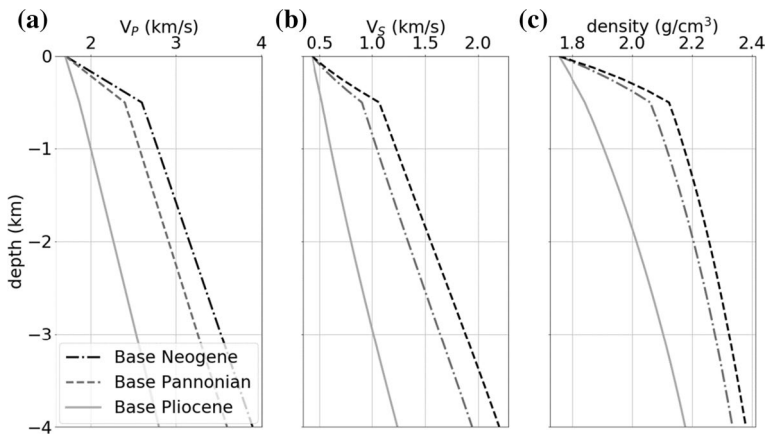 (a) V_P (km/s)
2 3 4
0
−1
−2
−3
−4
depth (km)
Base Neogene
Base Pannonian
Base Pliocene
(b) V_S (km/s)
0.5 1.0 1.5 2.0
(c) density (g/cm³)
1.8 2.0 2.2 2.4